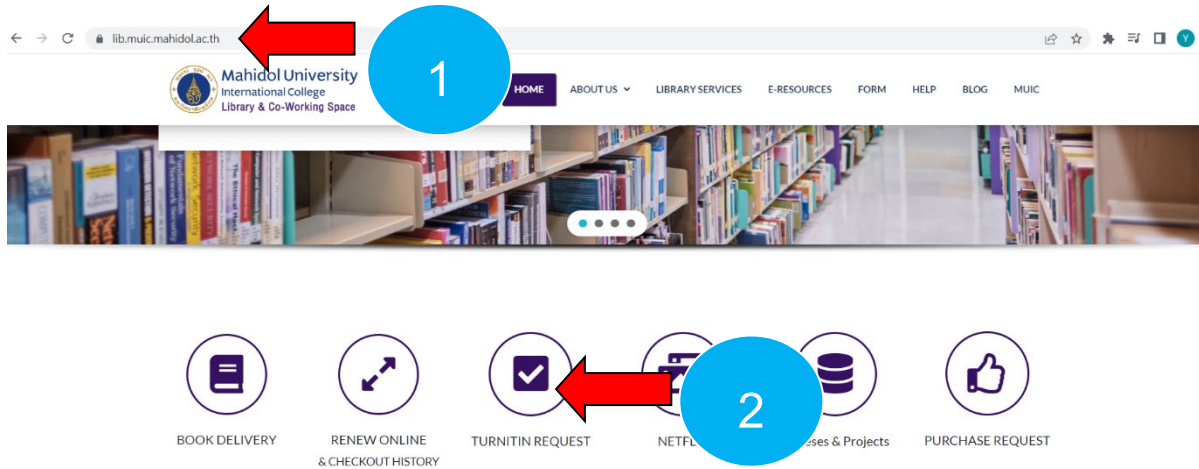 lib.muic.mahidol.ac.th
Y
1
Mahidol University
International College
Library & Co-Working Space
HOME ABOUT US LIBRARY SERVICES E-RESOURCES FORM HELP BLOG MUIC
2
BOOK DELIVERY
RENEW ONLINE
& CHECKOUT HISTORY
TURNITIN REQUEST
& Projects
PURCHASE REQUEST